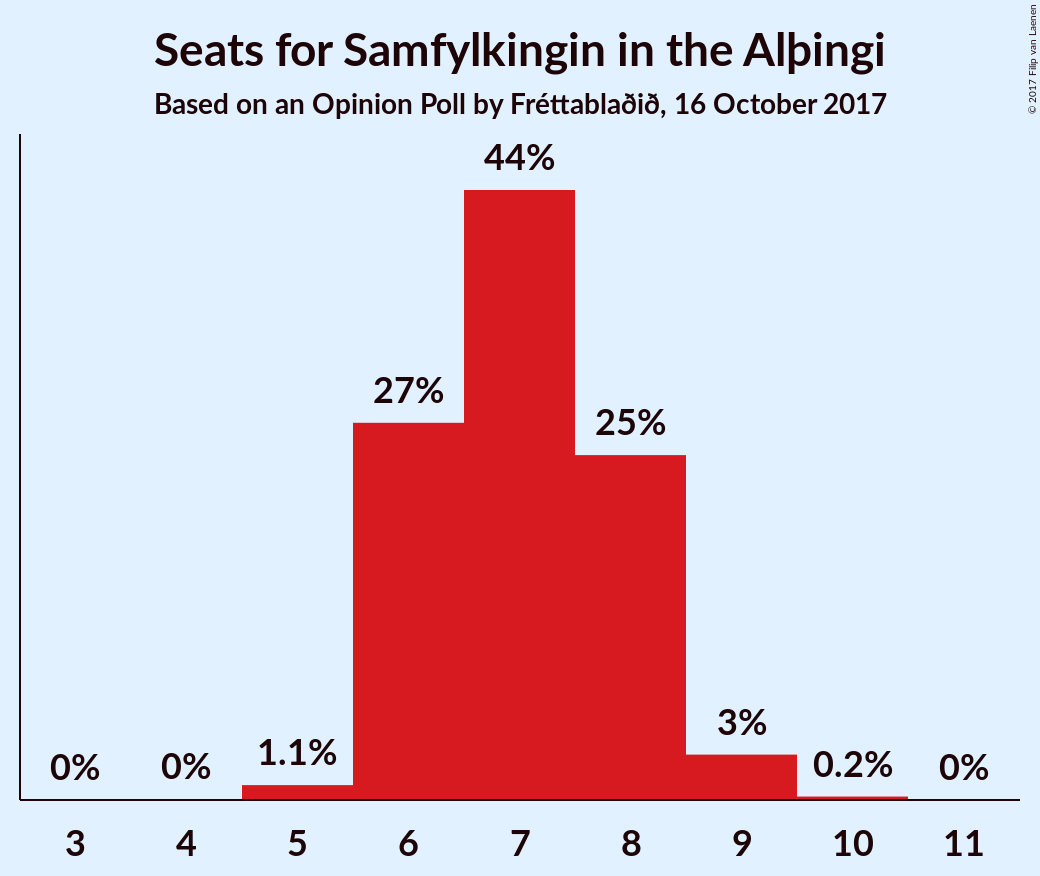 Seats for Samfylkingin in the Alþingi
Based on an Opinion Poll by Fréttablaðið, 16 October 2017
© 2017 Filip van Laenen
44%
27%
25%
3%
1.1%
0.2%
0%
0%
0%
3 4 5 6 7 8 9 10 11